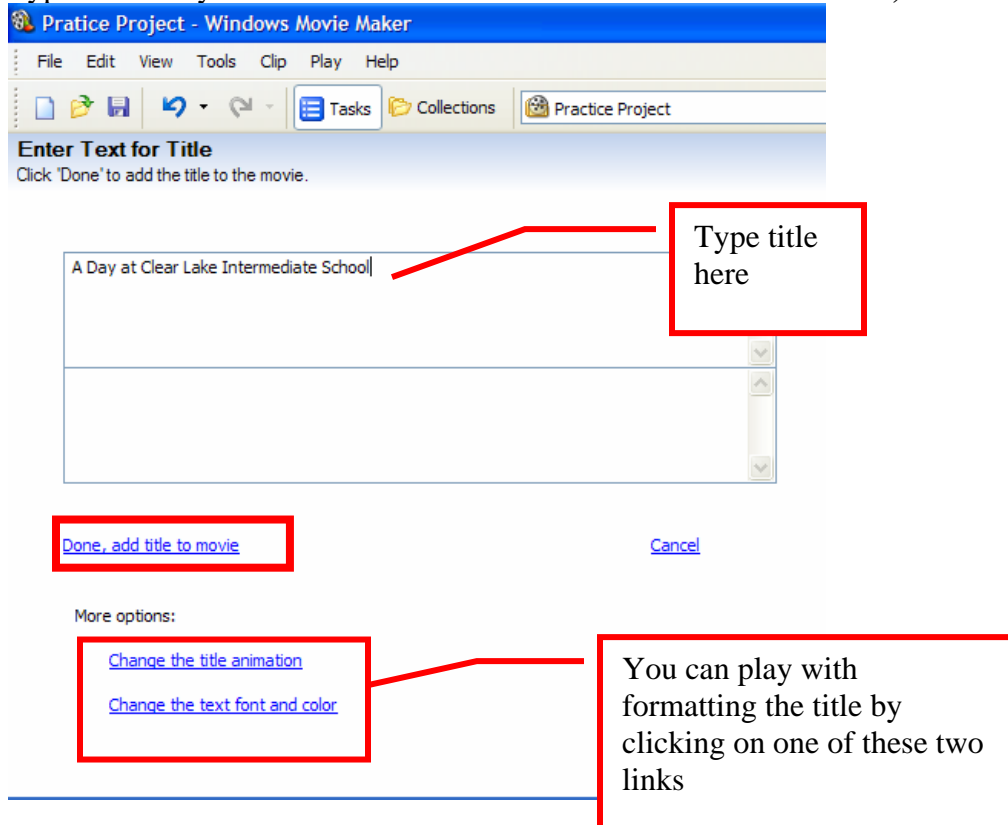 Pratice Project - Windows Movie Maker
File Edit View Tools Clip Play Help
Tasks Collections Practice Project
Enter Text for Title
Click 'Done' to add the title to the movie.
Type title
here
A Day at Clear Lake Intermediate School
Done, add title to movie Cancel
More options:
Change the title animation
Change the text font and color
You can play with
formatting the title by
clicking on one of these two
links